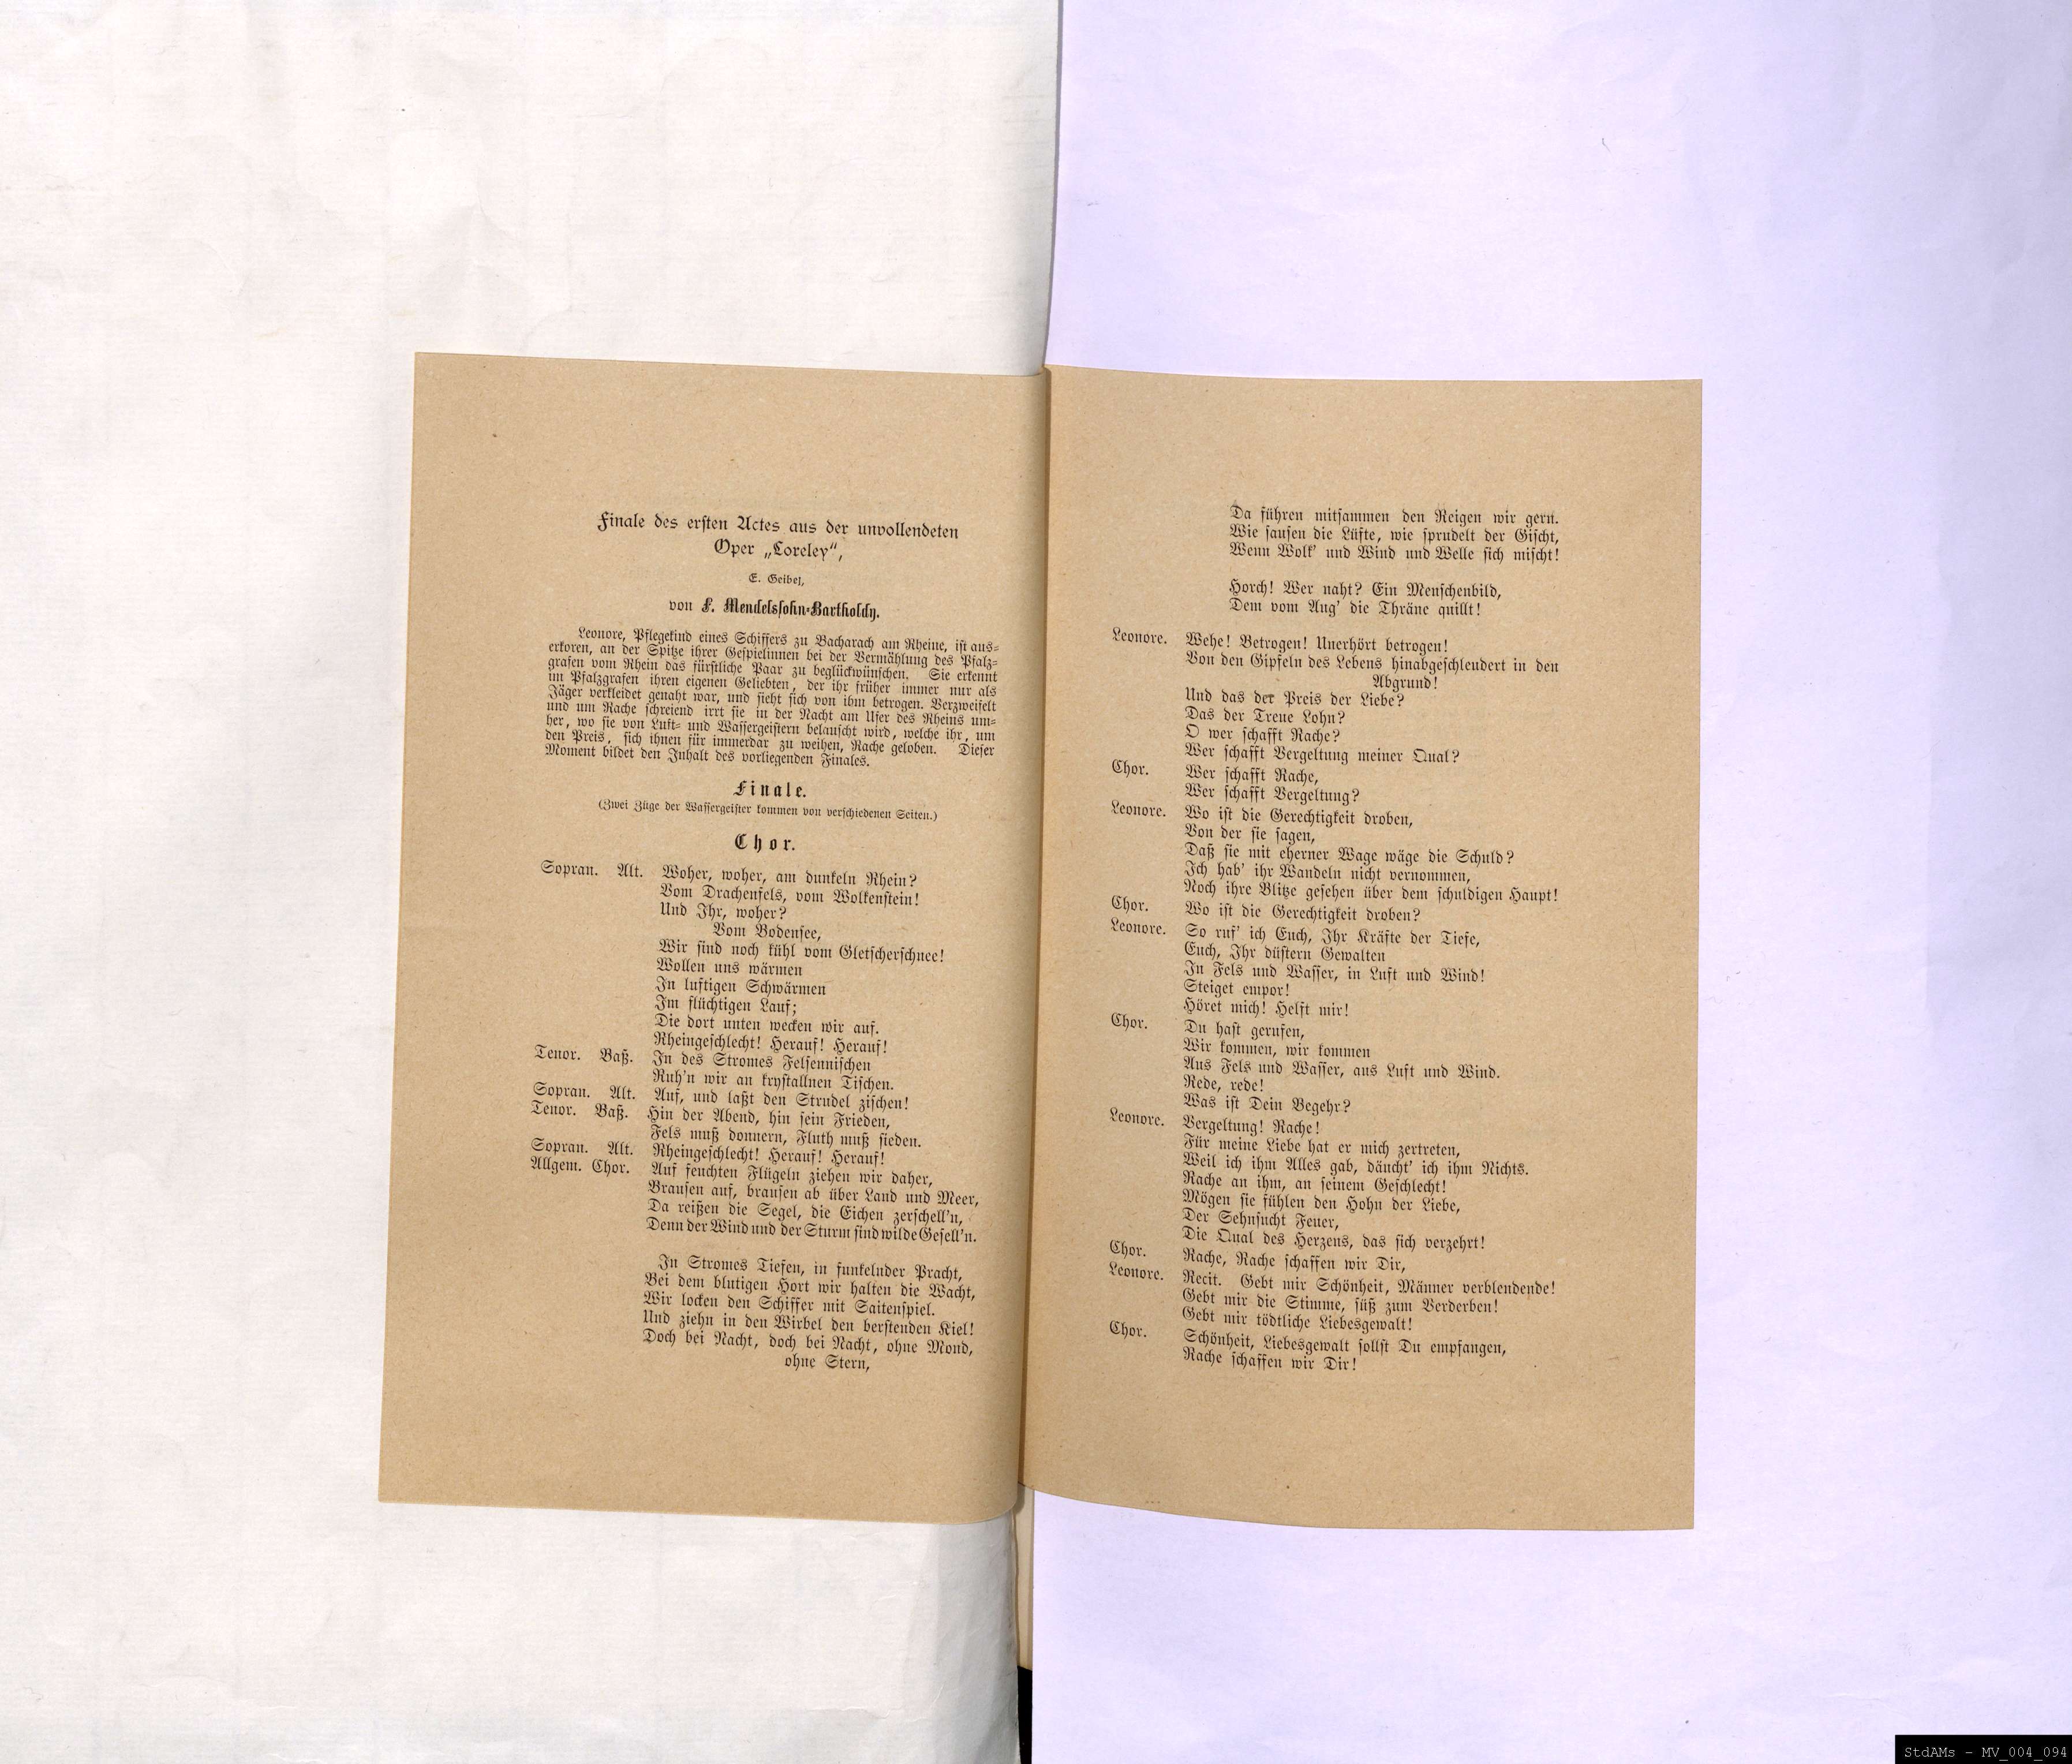 Finale des ersten Actes aus der unvollendeten
Oper „Loreley“,
E. Geibel,
von F. Mendelssohn-Bartholdy.
Leonore, Pflegekind eines Schiffers zu Bacharach am Rheine, ist aus-
erkoren, an der Spitze ihrer Gespielinnen bei der Vermählung des Pfalz-
grafen vom Rhein das fürstliche Paar zu beglückwünschen. Sie erkennt
im Pfalzgrafen ihren eigenen Geliebten, der ihr früher immer nur als
Jäger verkleidet genaht war, und sieht sich von ihm betrogen. Verzweifelt
und um Rache schreiend irrt sie in der Nacht am Ufer des Rheins um-
her, wo sie von Luft- und Wassergeistern belauscht wird, welche ihr, um
den Preis, sich ihnen für immerdar zu weihen, Rache geloben. Dieser
Moment bildet den Inhalt des vorliegenden Finales.
Finale.
(Zwei Züge der Wassergeister kommen von verschiedenen Seiten.)
Chor.
Sopran. Alt. Woher, woher, am dunkeln Rhein?
Vom Drachenfels, vom Wolkenstein!
Und Ihr, woher?
Vom Bodensee,
Wir sind noch kühl vom Gletscherschnee!
Wollen uns wärmen
In luftigen Schwärmen
Im flüchtigen Lauf;
Die dort unten wecken wir auf.
Rheingeschlecht! Herauf! Herauf!
Tenor. Baß. In des Stromes Felsennischen
Ruh'n wir an krystallnen Tischen.
Sopran. Alt. Auf, und laßt den Strudel zischen!
Tenor. Baß. Hin der Abend, hin sein Frieden,
Fels muß donnern, Fluth muß sieden.
Sopran. Alt. Rheingeschlecht! Herauf! Herauf!
Allgem. Chor. Auf feuchten Flügeln ziehen wir daher,
Brausen auf, brausen ab über Land und Meer,
Da reißen die Segel, die Eichen zerschell'n,
Denn der Wind und der Sturm sind wilde Gesell'n.
In Stromes Tiefen, in funkelnder Pracht,
Bei dem blutigen Hort wir halten die Wacht,
Wir locken den Schiffer mit Saitenspiel.
Und ziehn in den Wirbel den berstenden Kiel!
Doch bei Nacht, doch bei Nacht, ohne Mond,
ohne Stern,
Da führen mitsammen den Reigen wir gern.
Wie sausen die Lüfte, wie sprudelt der Gischt,
Wenn Wolk' und Wind und Welle sich mischt!
Horch! Wer naht? Ein Menschenbild,
Dem vom Aug' die Thräne quillt!
Leonore. Wehe! Betrogen! Unerhört betrogen!
Von den Gipfeln des Lebens hinabgeschleudert in den
Abgrund!
Und das der Preis der Liebe?
Das der Treue Lohn?
O wer schafft Rache?
Wer schafft Vergeltung meiner Qual?
Chor. Wer schafft Rache,
Wer schafft Vergeltung?
Leonore. Wo ist die Gerechtigkeit droben,
Von der sie sagen,
Daß sie mit eherner Wage wäge die Schuld?
Ich hab' ihr Wandeln nicht vernommen,
Noch ihre Blitze gesehen über dem schuldigen Haupt!
Chor. Wo ist die Gerechtigkeit droben?
Leonore. So ruf' ich Euch, Ihr Kräfte der Tiefe,
Euch, Ihr düstern Gewalten
In Fels und Wasser, in Luft und Wind!
Steiget empor!
Höret mich! Helft mir!
Chor. Du hast gerufen,
Wir kommen, wir kommen
Aus Fels und Wasser, aus Luft und Wind.
Rede, rede!
Was ist Dein Begehr?
Leonore. Vergeltung! Rache!
Für meine Liebe hat er mich zertreten,
Weil ich ihm Alles gab, däucht' ich ihm Nichts.
Rache an ihm, an seinem Geschlecht!
Mögen sie fühlen den Hohn der Liebe,
Der Sehnsucht Feuer,
Die Qual des Herzens, das sich verzehrt!
Chor. Rache, Rache schaffen wir Dir,
Leonore. Recit. Gebt mir Schönheit, Männer verblendende!
Gebt mir die Stimme, süß zum Verderben!
Gebt mir tödtliche Liebesgewalt!
Chor. Schönheit, Liebesgewalt sollst Du empfangen,
Rache schaffen wir Dir!
StdAMs - MV_004_094